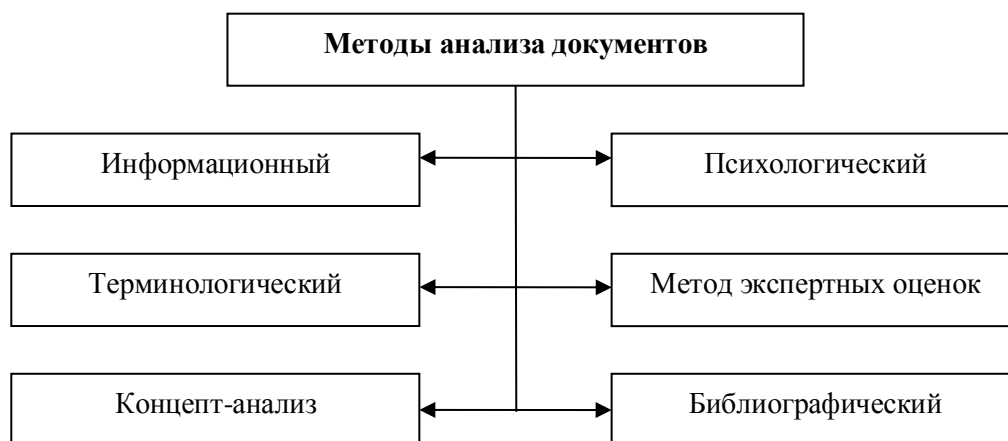 Методы анализа документов
Информационный
Психологический
Терминологический
Метод экспертных оценок
Концепт-анализ
Библиографический